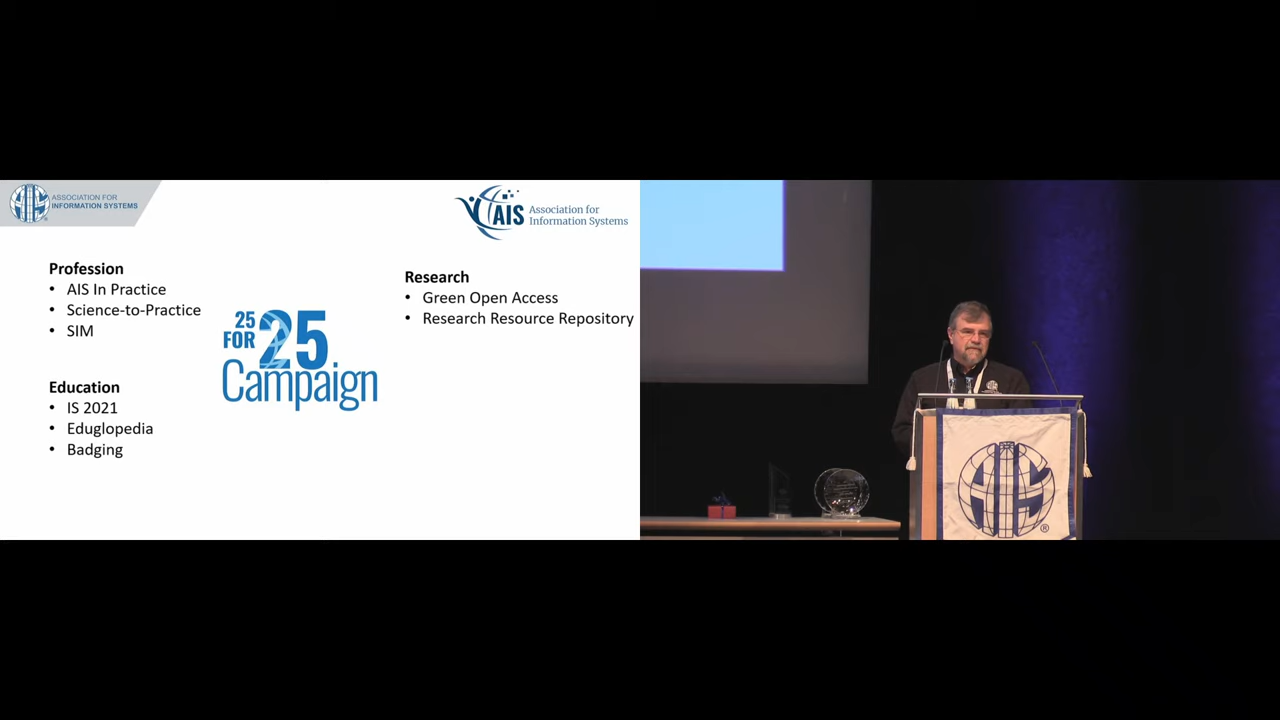 ASSOCIATION FOR
INFORMATION SYSTEMS
AIS
Association for
Information Systems
Profession
• AIS In Practice
• Science-to-Practice
• SIM
Education
• IS 2021
• Eduglopedia
• Badging
25
FOR
25
Campaign
Research
• Green Open Access
• Research Resource Repository
AIS
®